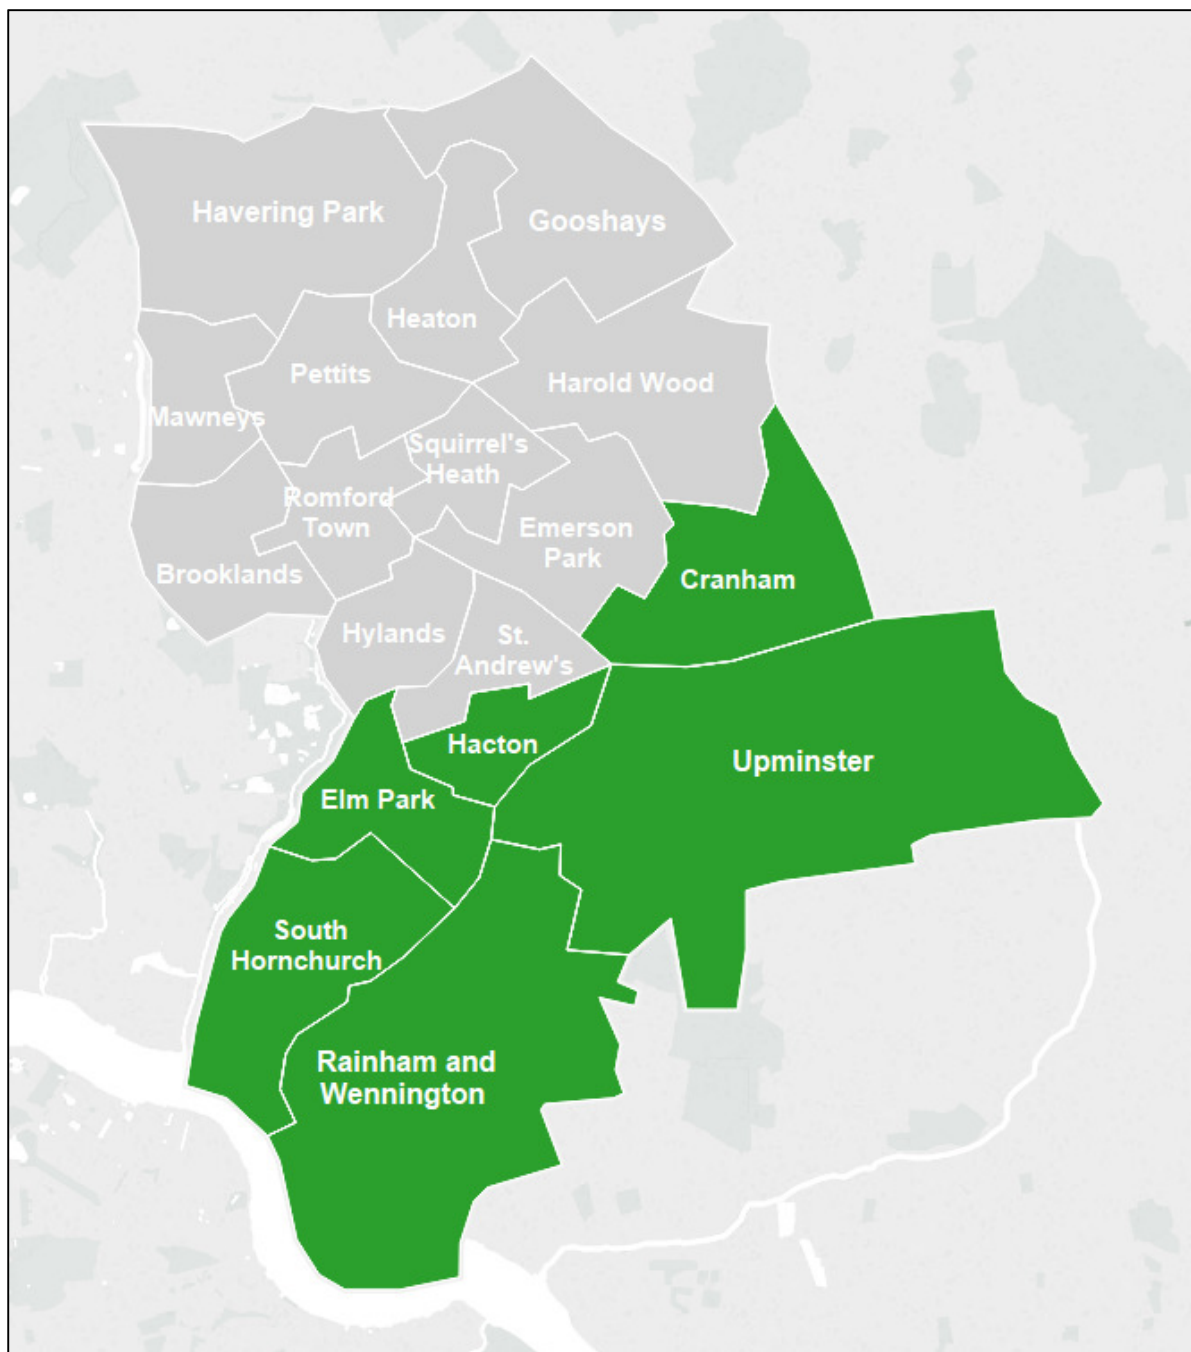 Havering Park
Gooshays
Heaton
Pettits
Harold Wood
Mawneys
Squirrel's
Heath
Romford
Town
Emerson
Park
Brooklands
Cranham
Hylands
St.
Andrew's
Hacton
Upminster
Elm Park
South
Hornchurch
Rainham and
Wennington